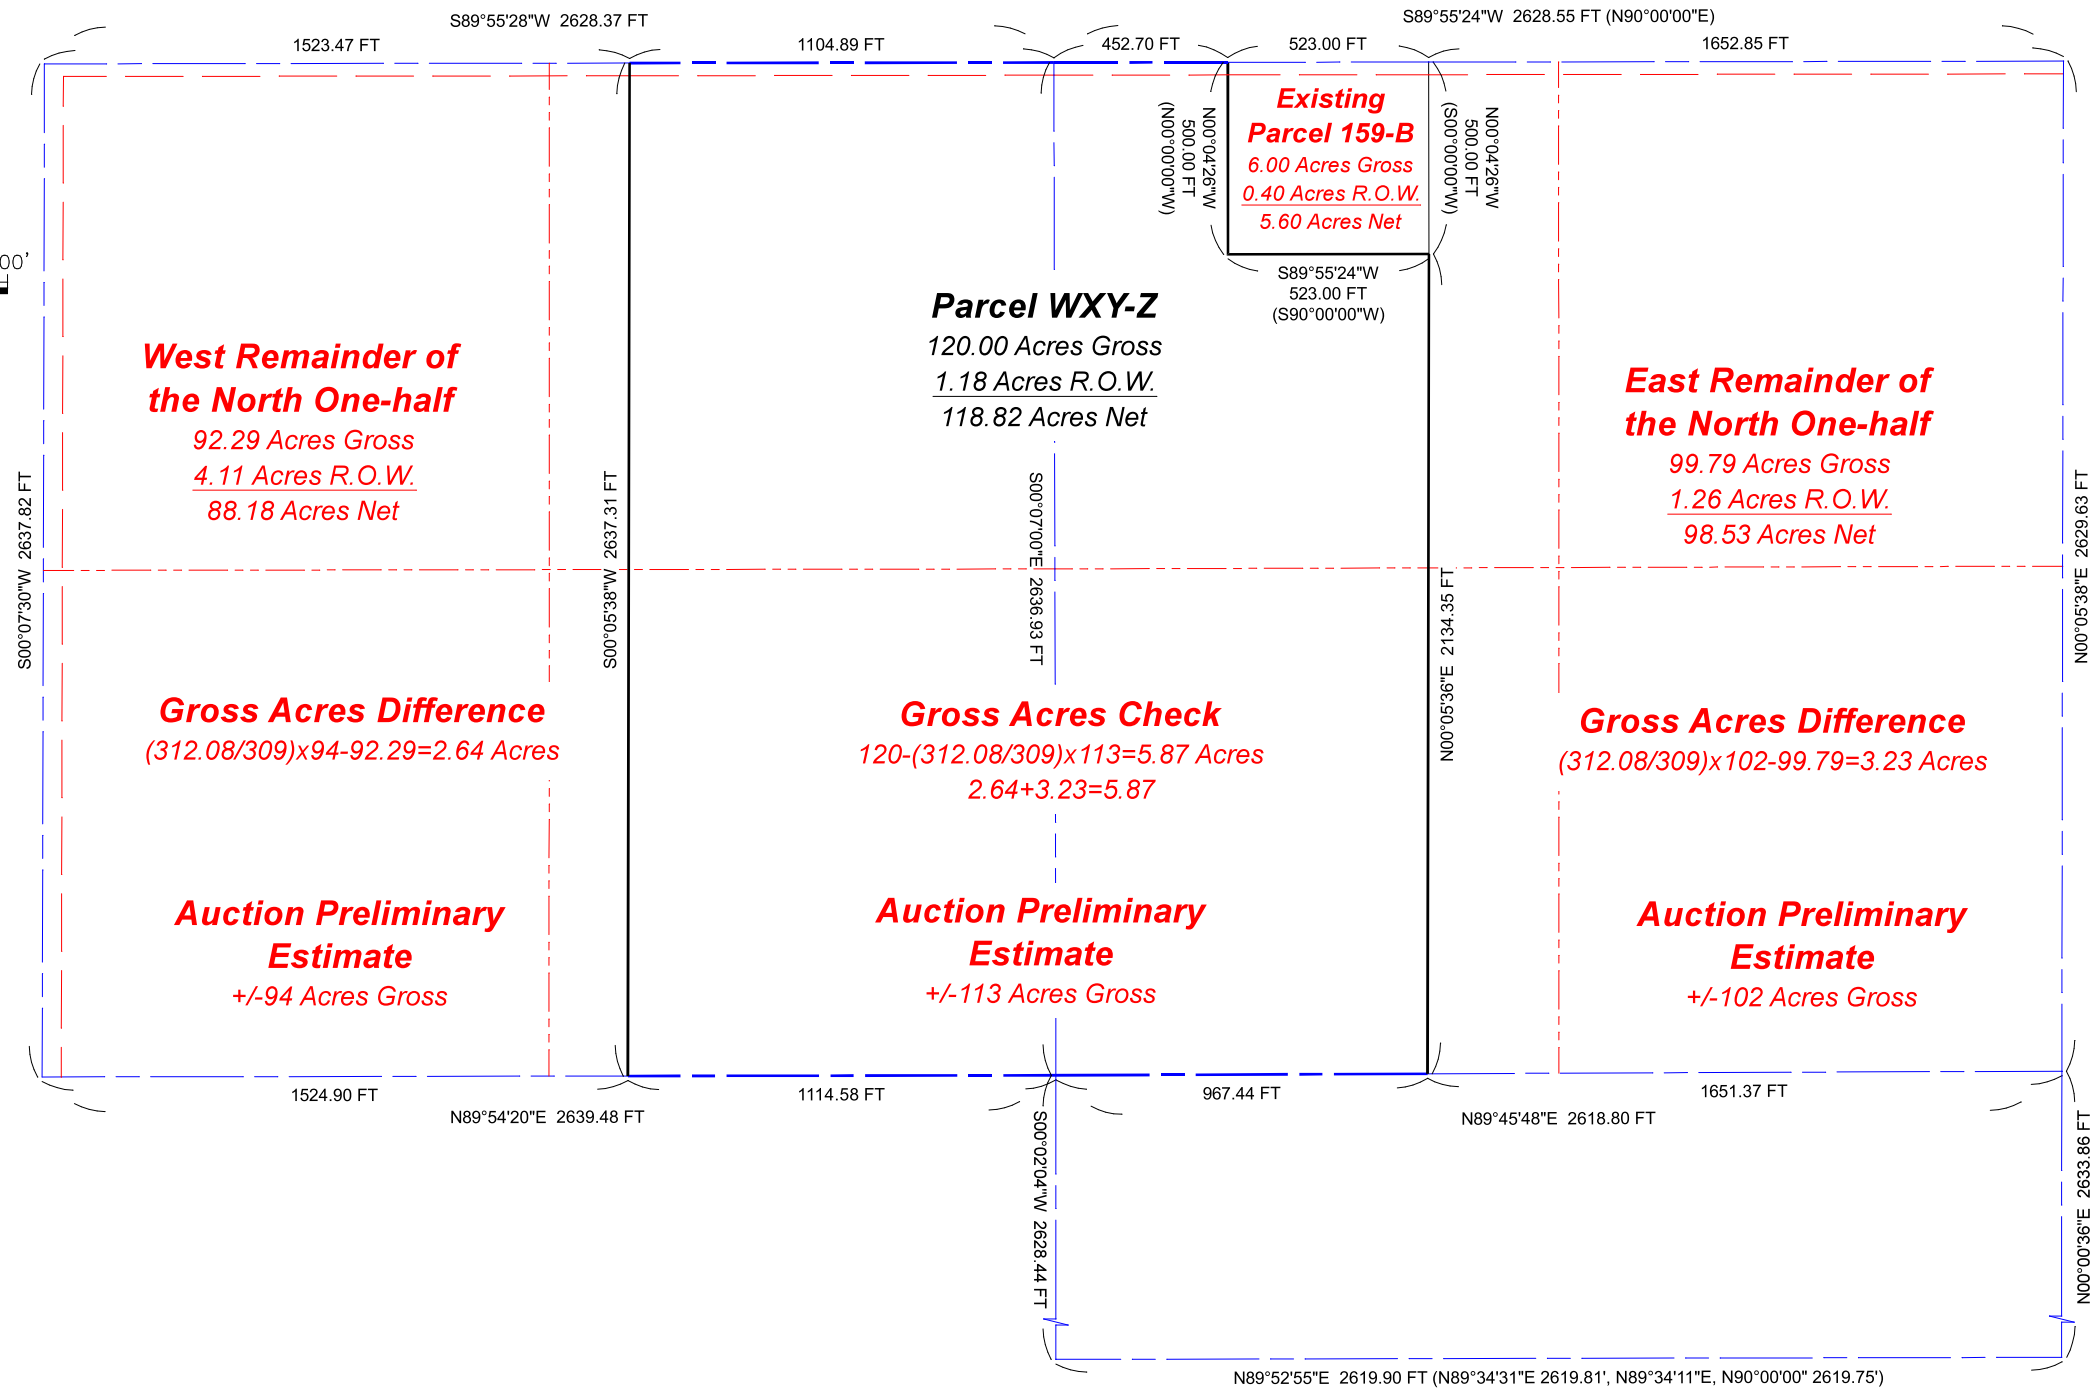 S89°55'28"W 2628.37 FT
S89°55'24"W 2628.55 FT (N90°00'00"E)
1523.47 FT
1104.89 FT
452.70 FT
523.00 FT
1652.85 FT
Existing
Parcel 159-B
6.00 Acres Gross
0.40 Acres R.O.W.
5.60 Acres Net
N00°04'26"W
500.00 FT
(N00°00'00"W)
N00°04'26"W
500.00 FT
(S00°00'00"W)
S89°55'24"W
523.00 FT
(S90°00'00"W)
00'
Parcel WXY-Z
120.00 Acres Gross
1.18 Acres R.O.W.
118.82 Acres Net
West Remainder of
the North One-half
92.29 Acres Gross
4.11 Acres R.O.W.
88.18 Acres Net
East Remainder of
the North One-half
99.79 Acres Gross
1.26 Acres R.O.W.
98.53 Acres Net
S00°07'30"W 2637.82 FT
S00°05'38"W 2637.31 FT
S00°07'00"E 2636.93 FT
N00°05'36"E 2134.35 FT
N00°05'38"E 2629.63 FT
Gross Acres Difference
(312.08/309)x94-92.29=2.64 Acres
Gross Acres Check
120-(312.08/309)x113=5.87 Acres
2.64+3.23=5.87
Gross Acres Difference
(312.08/309)x102-99.79=3.23 Acres
Auction Preliminary
Estimate
+/-94 Acres Gross
Auction Preliminary
Estimate
+/-113 Acres Gross
Auction Preliminary
Estimate
+/-102 Acres Gross
1524.90 FT
1114.58 FT
967.44 FT
1651.37 FT
N89°54'20"E 2639.48 FT
N89°45'48"E 2618.80 FT
S00°02'04"W 2628.44 FT
N00°00'36"E 2633.86 FT
N89°52'55"E 2619.90 FT (N89°34'31"E 2619.81', N89°34'11"E, N90°00'00" 2619.75')